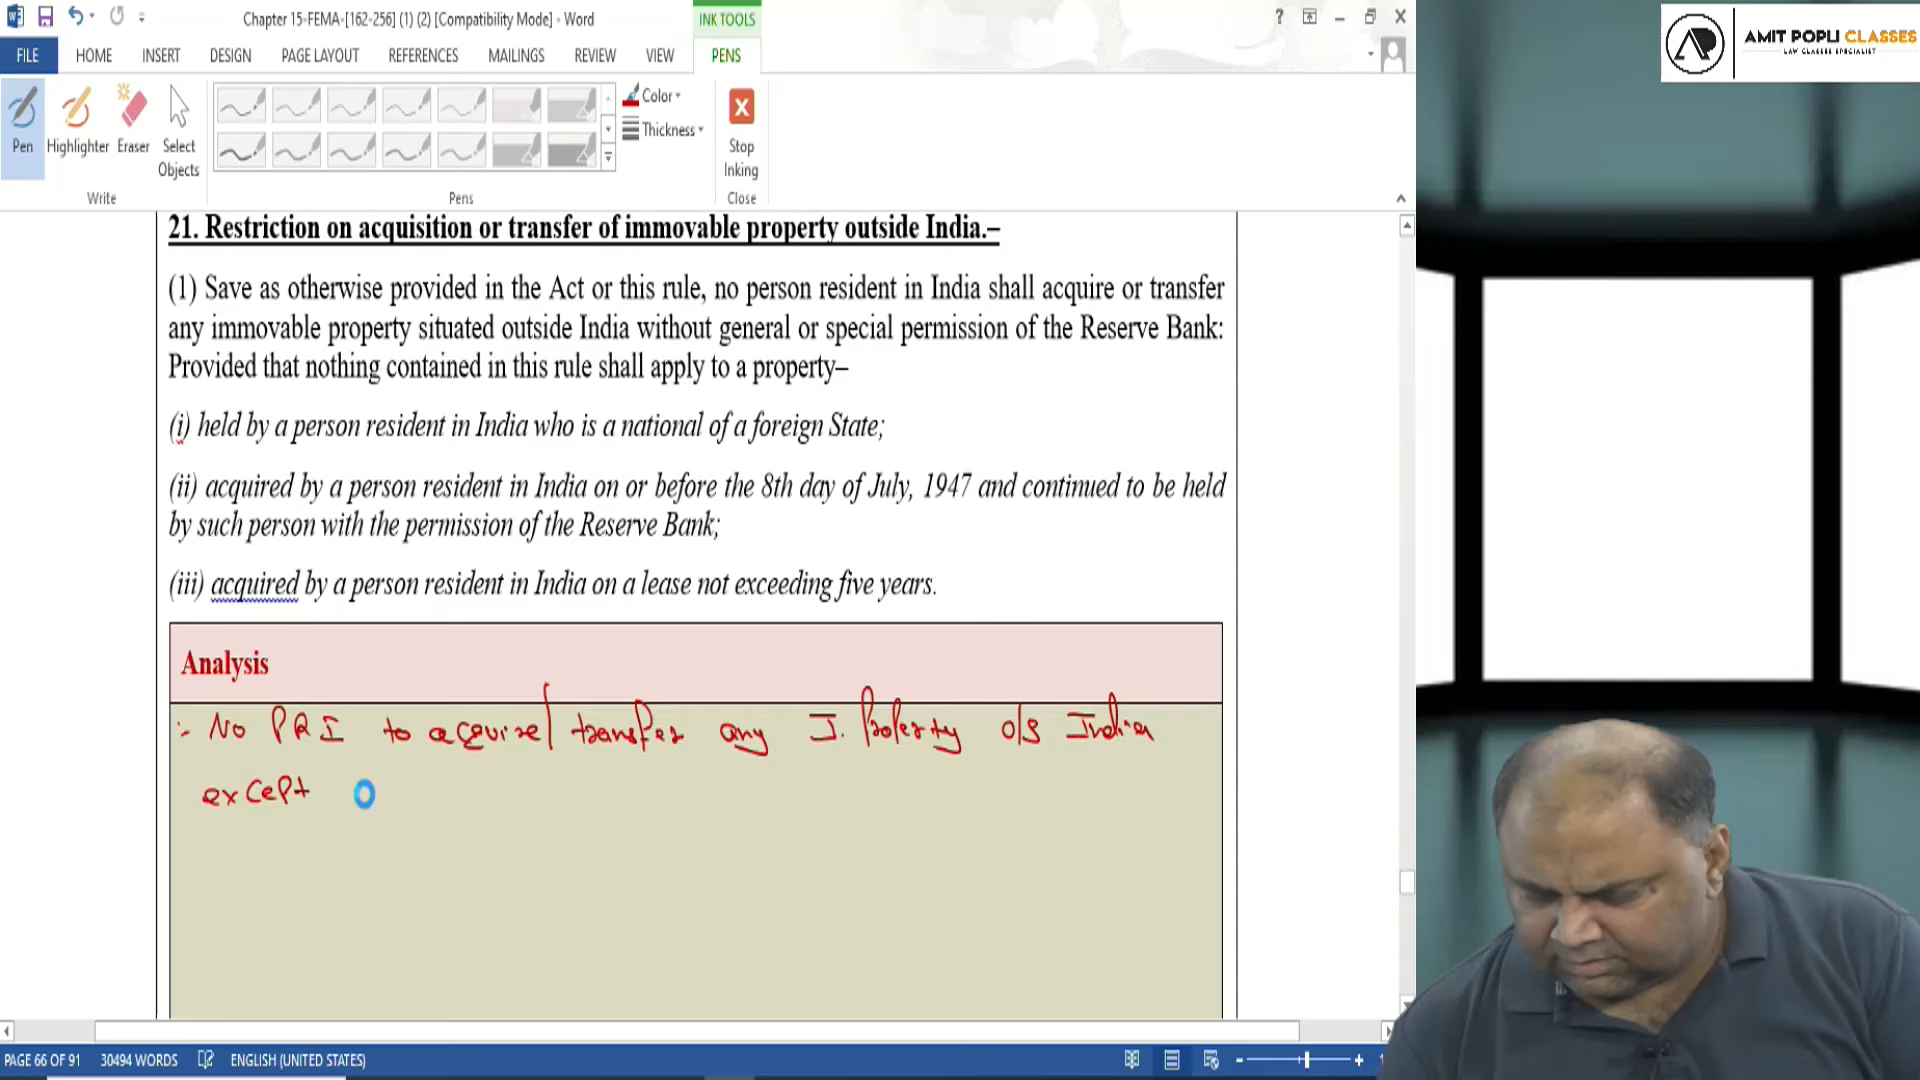 Chapter 15-FEMA-[162-256] (1) (2) [Compatibility Mode] - Word
INK TOOLS
FILE HOME INSERT DESIGN PAGE LAYOUT REFERENCES MAILINGS REVIEW VIEW PENS
Pen Highlighter Eraser Select Objects
Color
Thickness
Stop Inking
Write Pens Close
AMIT POPLI CLASSES
LAW CLASSES SPECIALIST
21. Restriction on acquisition or transfer of immovable property outside India.–
(1) Save as otherwise provided in the Act or this rule, no person resident in India shall acquire or transfer
any immovable property situated outside India without general or special permission of the Reserve Bank:
Provided that nothing contained in this rule shall apply to a property–
(i) held by a person resident in India who is a national of a foreign State;
(ii) acquired by a person resident in India on or before the 8th day of July, 1947 and continued to be held
by such person with the permission of the Reserve Bank;
(iii) acquired by a person resident in India on a lease not exceeding five years.
Analysis
:- No PRI to acquire/ transfer any I. Property o/s India
except
PAGE 66 OF 91 30494 WORDS ENGLISH (UNITED STATES)